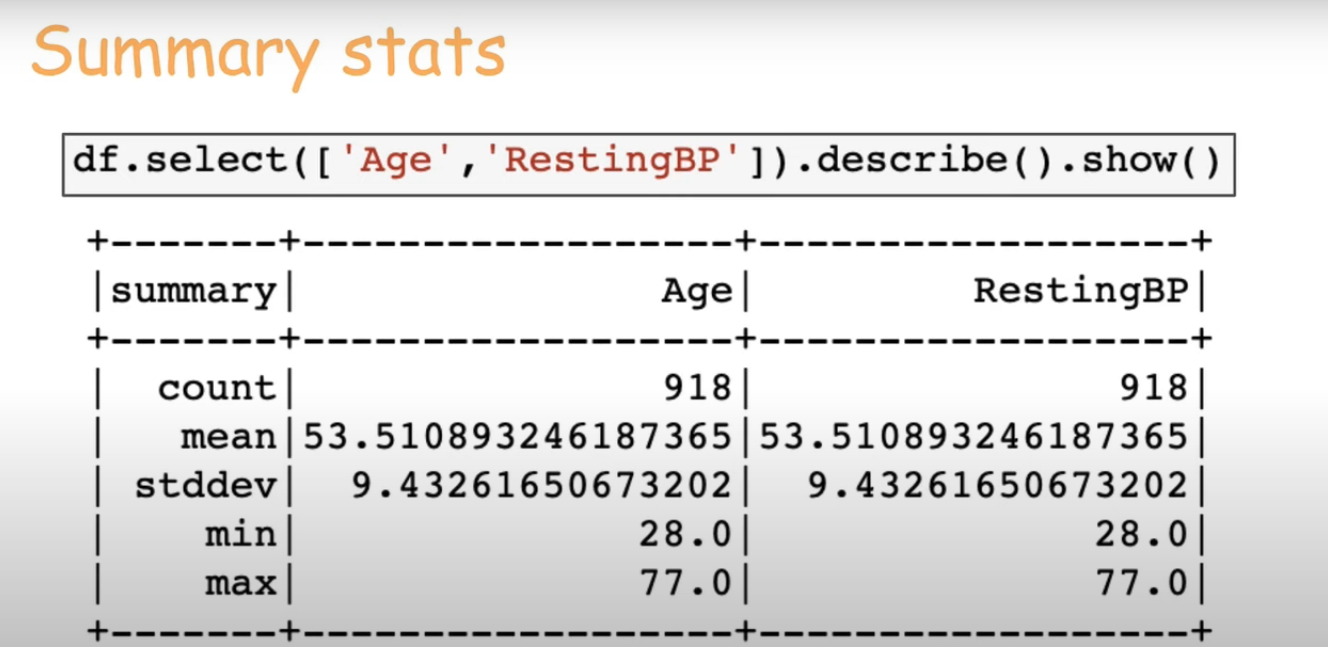 Summary stats
df.select(['Age','RestingBP']).describe().show()
+-------+------------------+------------------+
|summary|               Age|         RestingBP|
+-------+------------------+------------------+
|  count|               918|               918|
|   mean|53.510893246187365|53.510893246187365|
| stddev|  9.43261650673202|  9.43261650673202|
|    min|              28.0|              28.0|
|    max|              77.0|              77.0|
+-------+------------------+------------------+